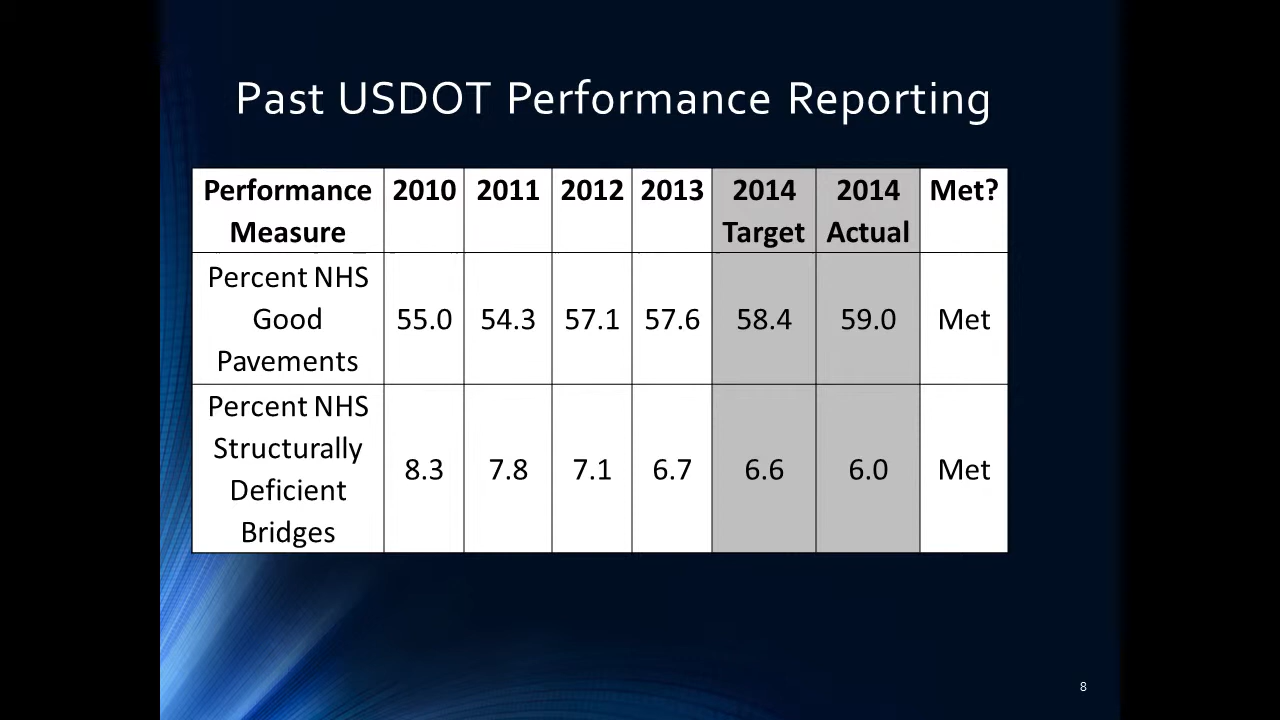 Past USDOT Performance Reporting
Performance Measure 2010 2011 2012 2013 2014 Target 2014 Actual Met?
Percent NHS Good Pavements 55.0 54.3 57.1 57.6 58.4 59.0 Met
Percent NHS Structurally Deficient Bridges 8.3 7.8 7.1 6.7 6.6 6.0 Met
8